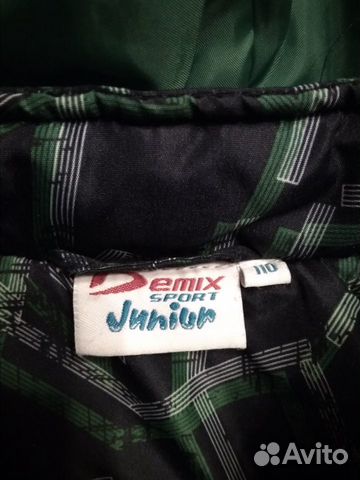 Demix
SPORT
Junior
110
Avito